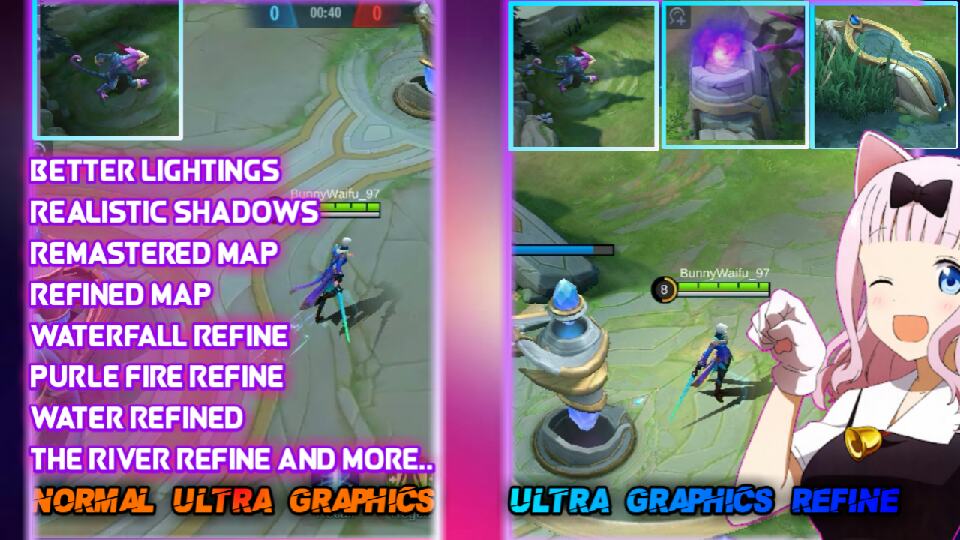 0 00:40 0
BETTER LIGHTINGS
BunnyWaifu_97
REALISTIC SHADOWS
REMASTERED MAP
REFINED MAP
WATERFALL REFINE
PURLE FIRE REFINE
WATER REFINED
THE RIVER REFINE AND MORE..
NORMAL ULTRA GRAPHICS
BunnyWaifu_97
8
ULTRA GRAPHICS REFINE